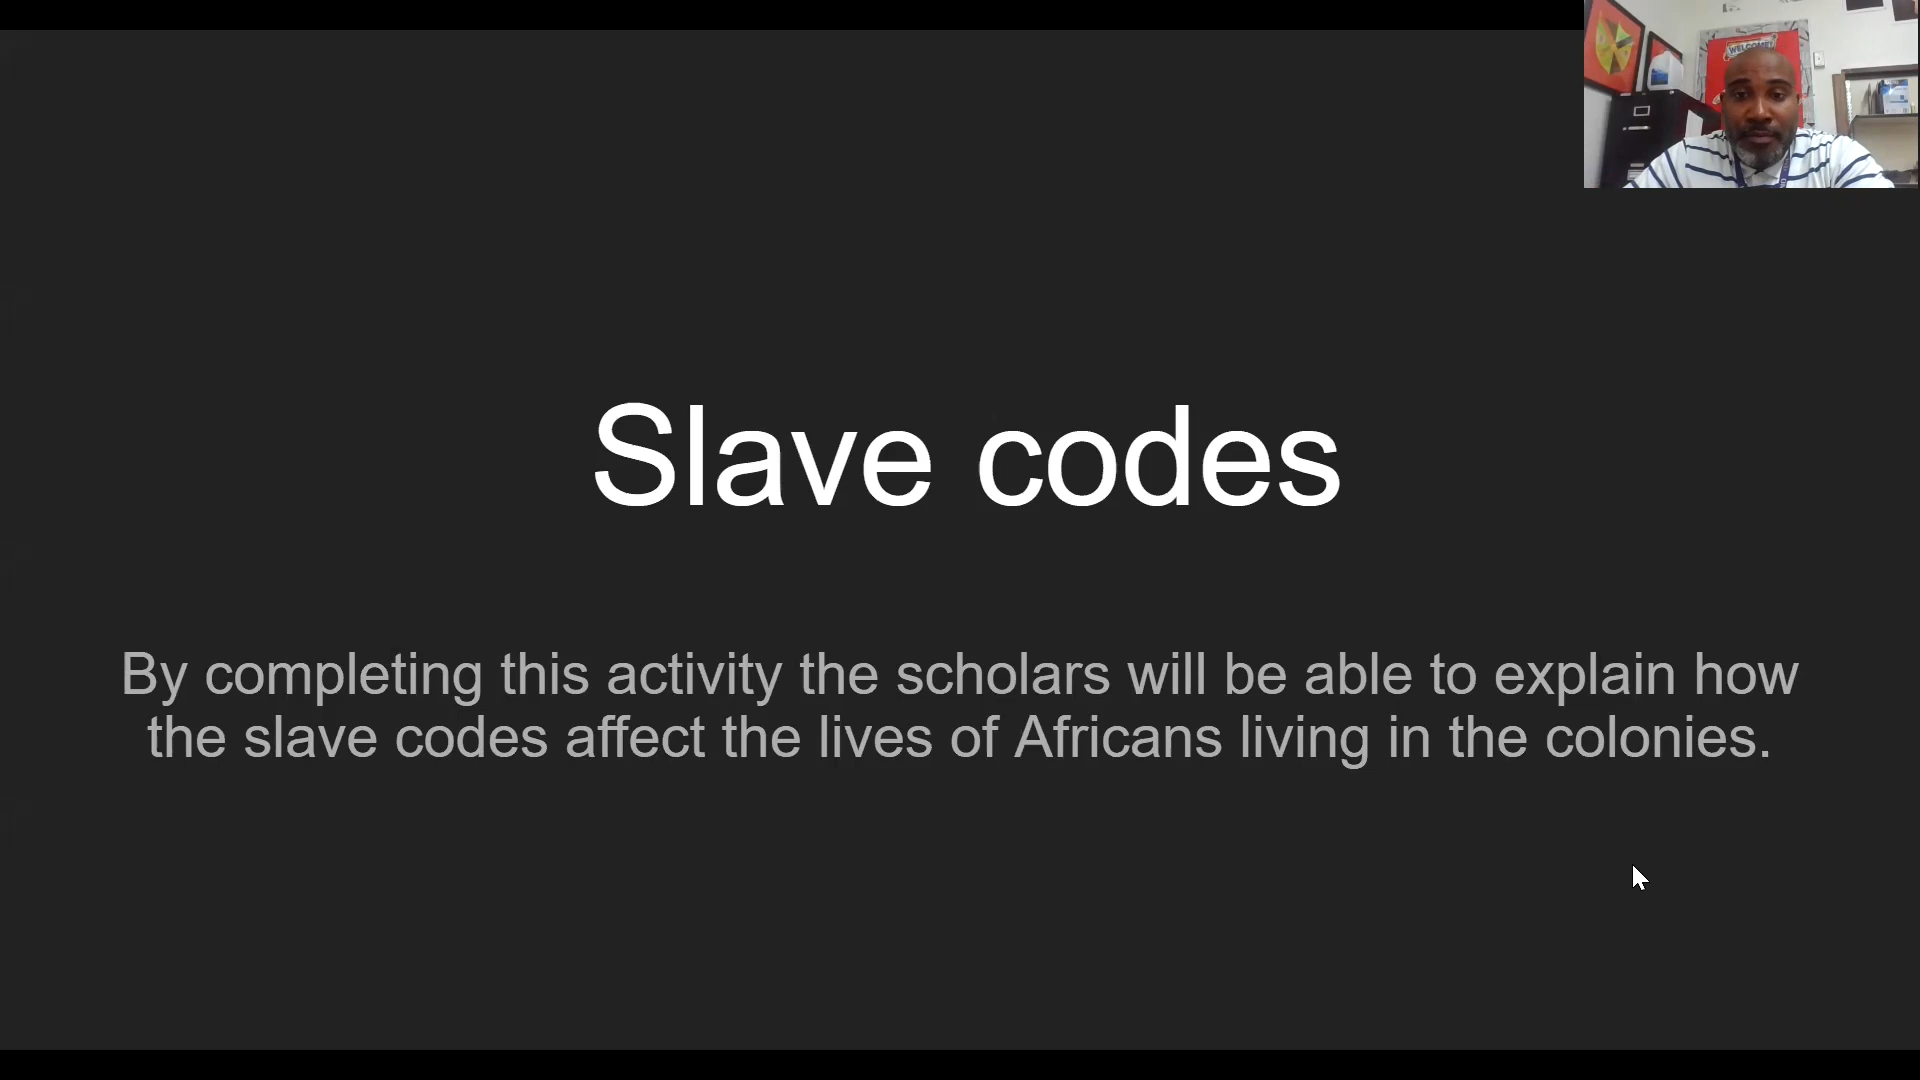 WELCOME!
Slave codes
By completing this activity the scholars will be able to explain how
the slave codes affect the lives of Africans living in the colonies.